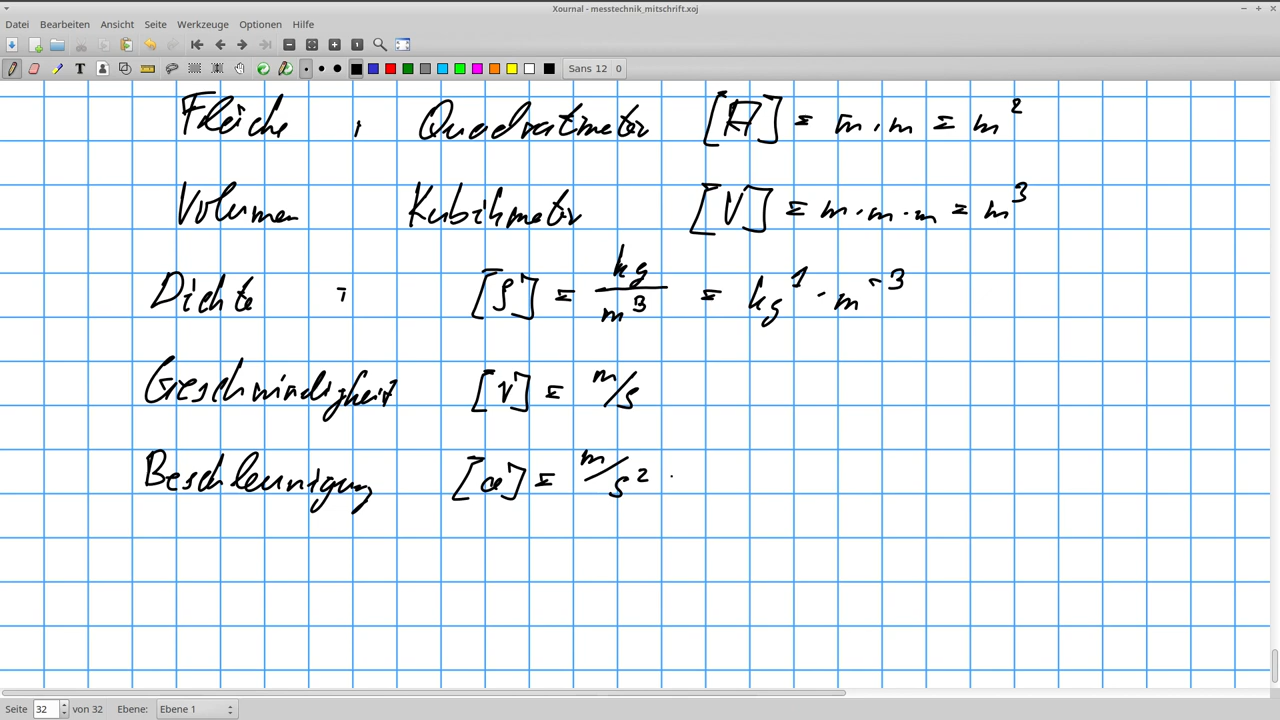 Xournal - messtechnik_mitschrift.xoj
Datei Bearbeiten Ansicht Seite Werkzeuge Optionen Hilfe
Sans 12 0
Fläche : Quadratmeter [A] = m · m = m²
Volumen Kubikmeter [V] = m · m · m = m³
Dichte : [ρ] = kg/m³ = kg¹ · m⁻³
Geschwindigkeit [v] = m/s
Beschleunigung [a] = m/s²
Seite 32 von 32 Ebene: Ebene 1